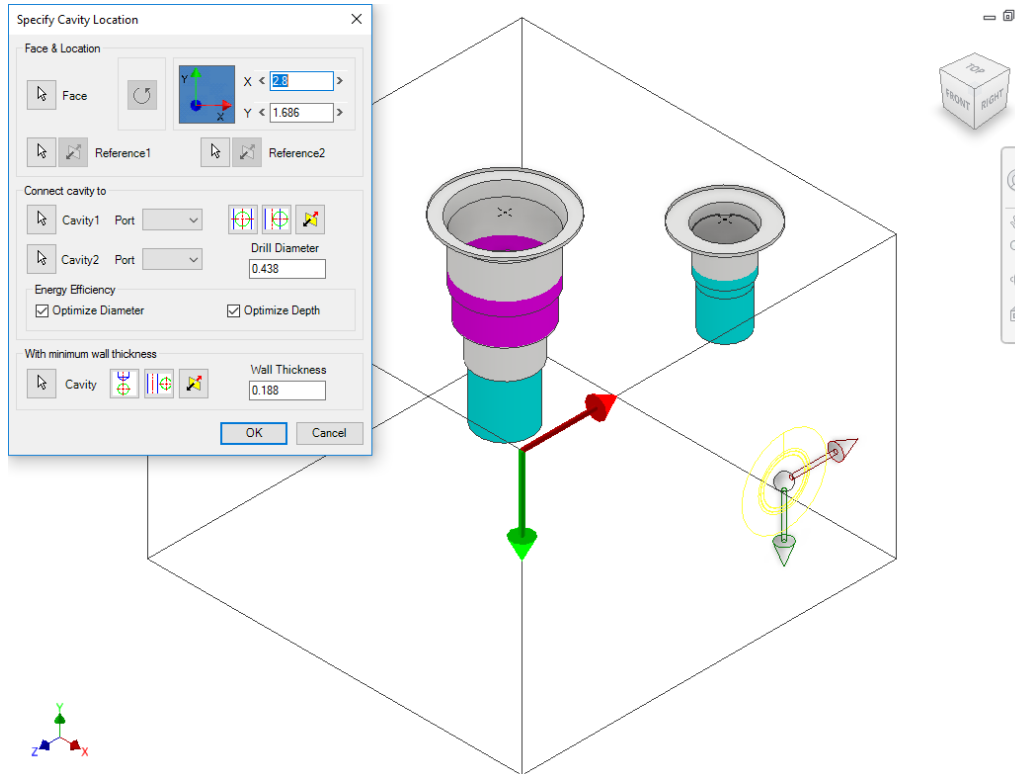 Specify Cavity Location
Face & Location
Face
Y
X
X < 2.8 >
Y < 1.686 >
Reference1
Reference2
Connect cavity to
Cavity1 Port
Cavity2 Port
Drill Diameter
0.438
Energy Efficiency
Optimize Diameter
Optimize Depth
With minimum wall thickness
Cavity
Wall Thickness
0.188
OK
Cancel
TOP
FRONT
RIGHT
Y
Z
X